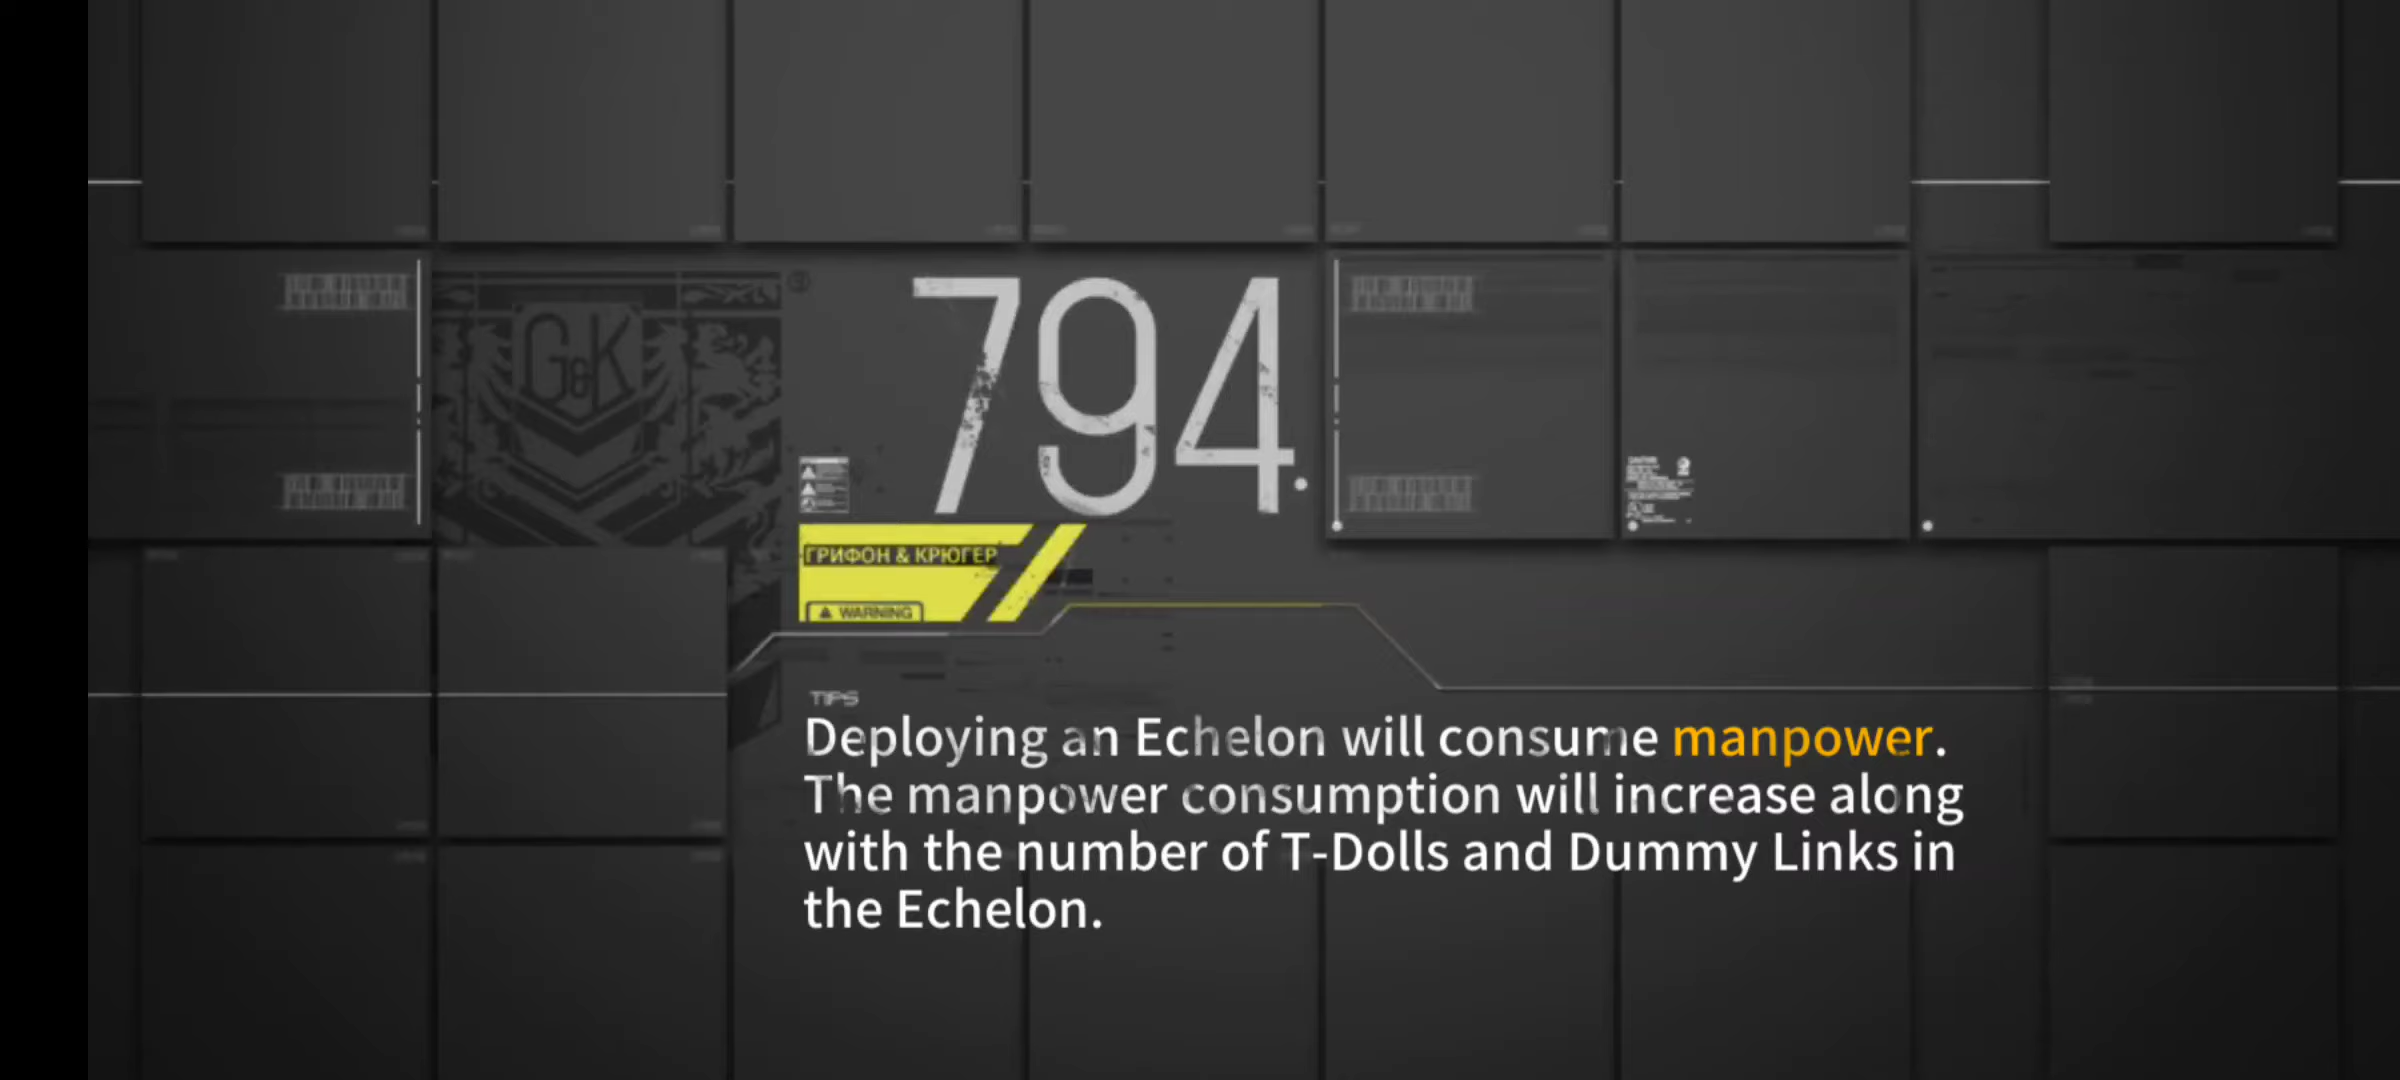 G&K
794.
ГРИФОН & КРЮГЕР
WARNING
TIPS
Deploying an Echelon will consume manpower.
The manpower consumption will increase along
with the number of T-Dolls and Dummy Links in
the Echelon.